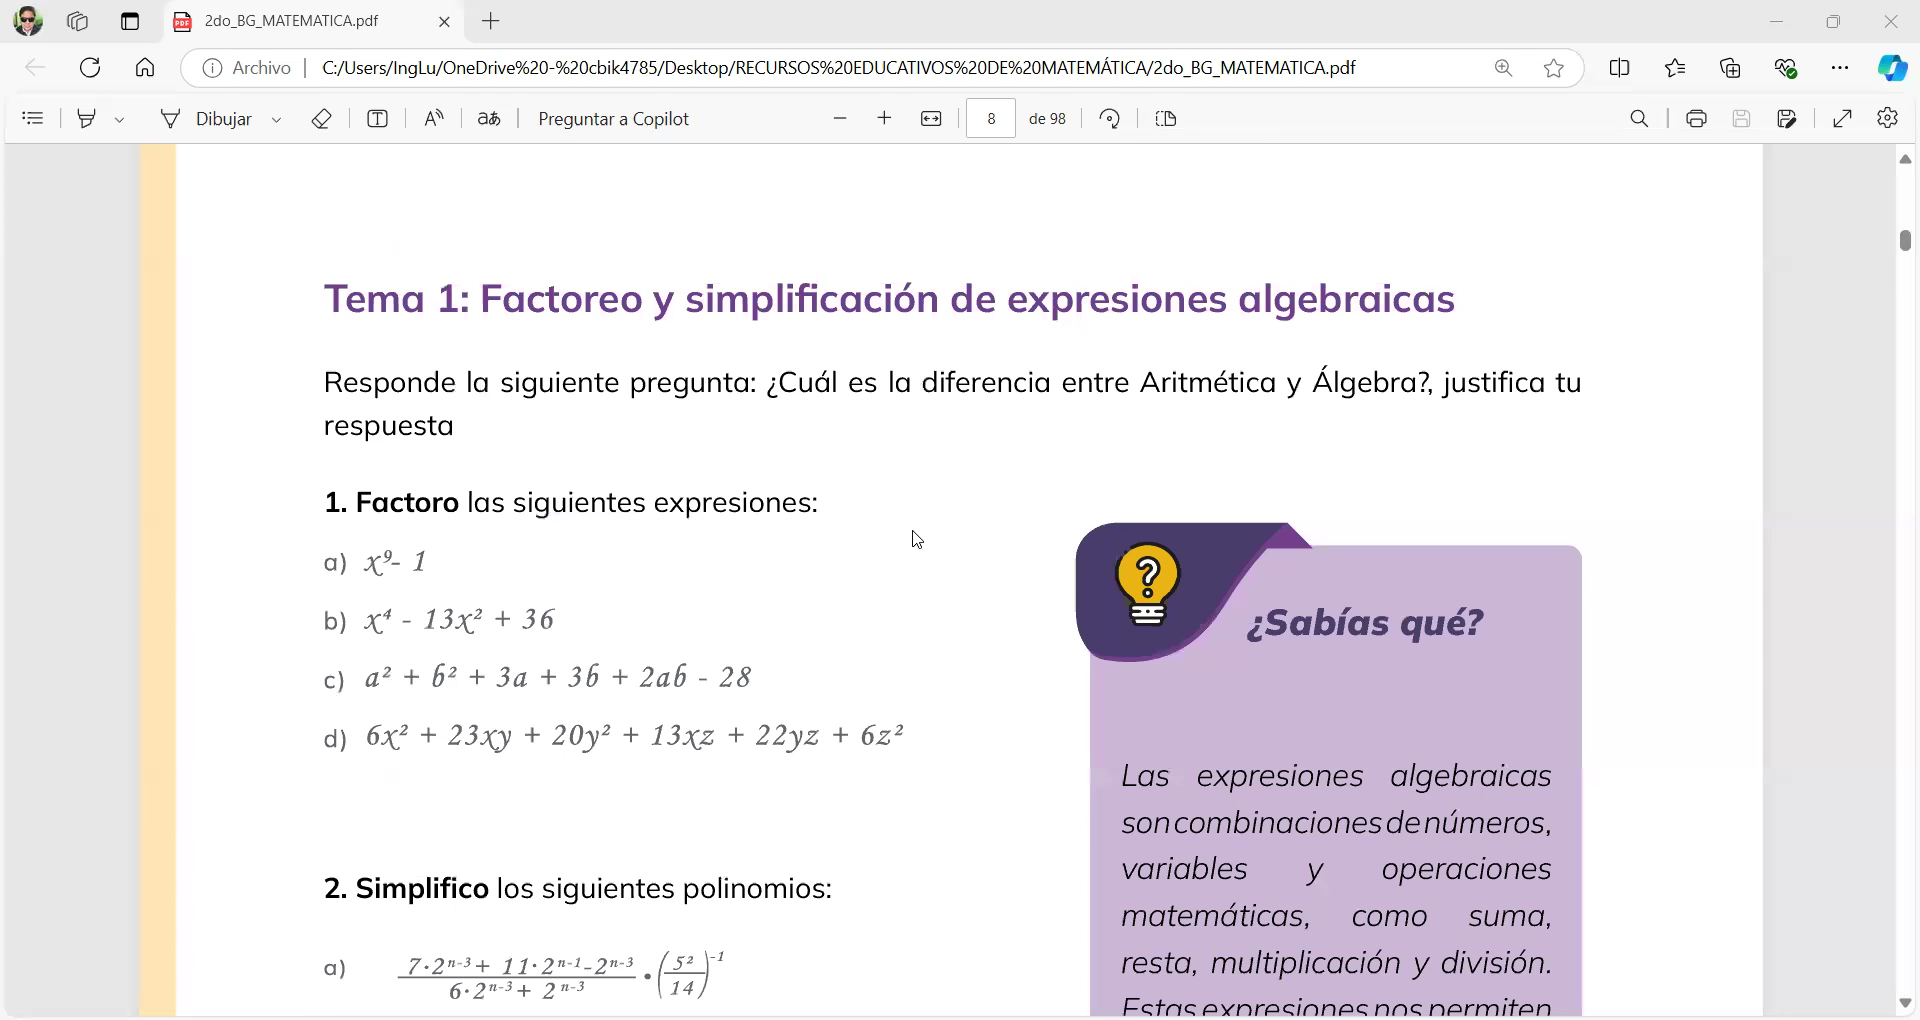 2do_BG_MATEMATICA.pdf
Archivo | C:/Users/IngLu/OneDrive%20-%20cbik4785/Desktop/RECURSOS%20EDUCATIVOS%20DE%20MATEMÁTICA/2do_BG_MATEMATICA.pdf
Dibujar Preguntar a Copilot 8 de 98
Tema 1: Factoreo y simplificación de expresiones algebraicas
Responde la siguiente pregunta: ¿Cuál es la diferencia entre Aritmética y Álgebra?, justifica tu
respuesta
1. Factoro las siguientes expresiones:
a) x⁹- 1
b) x⁴ - 13x² + 36
c) a² + b² + 3a + 3b + 2ab - 28
d) 6x² + 23xy + 20y² + 13xz + 22yz + 6z²
2. Simplifico los siguientes polinomios:
a) 7·2ⁿ⁻³+ 11·2ⁿ⁻¹-2ⁿ⁻³ / 6·2ⁿ⁻³+ 2ⁿ⁻³ • (5²/14)⁻¹
¿Sabías qué?
Las expresiones algebraicas
son combinaciones de números,
variables y operaciones
matemáticas, como suma,
resta, multiplicación y división.
Estas expresiones nos permiten